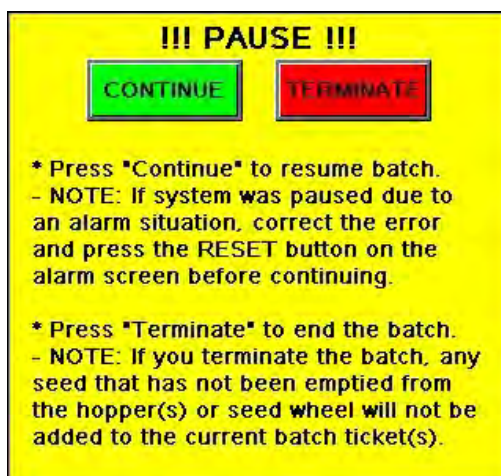 !!! PAUSE !!!
CONTINUE TERMINATE
* Press "Continue" to resume batch.
- NOTE: If system was paused due to
an alarm situation, correct the error
and press the RESET button on the
alarm screen before continuing.
* Press "Terminate" to end the batch.
- NOTE: If you terminate the batch, any
seed that has not been emptied from
the hopper(s) or seed wheel will not be
added to the current batch ticket(s).